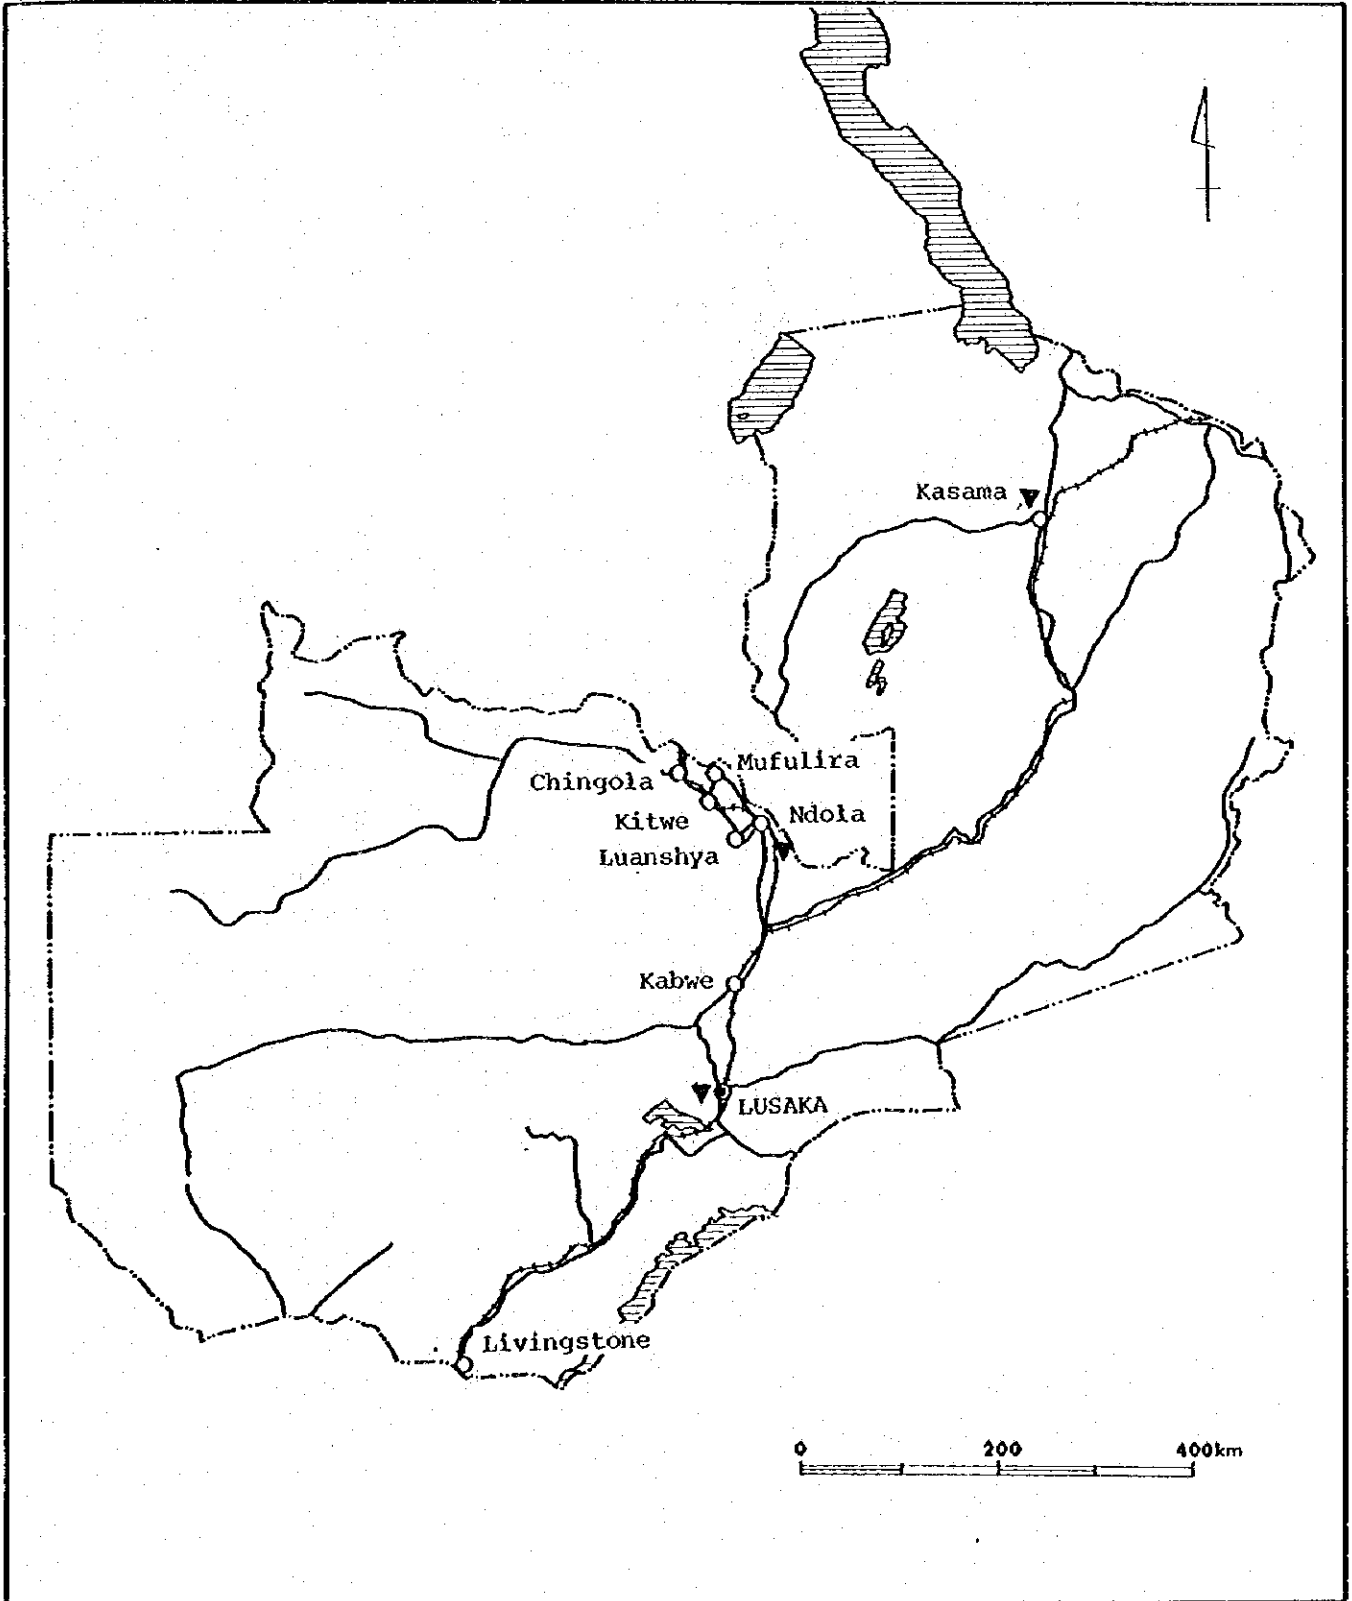 Kasama
Mufulira
Chingola
Ndola
Kitwe
Luanshya
Kabwe
LUSAKA
Livingstone
0 200 400km